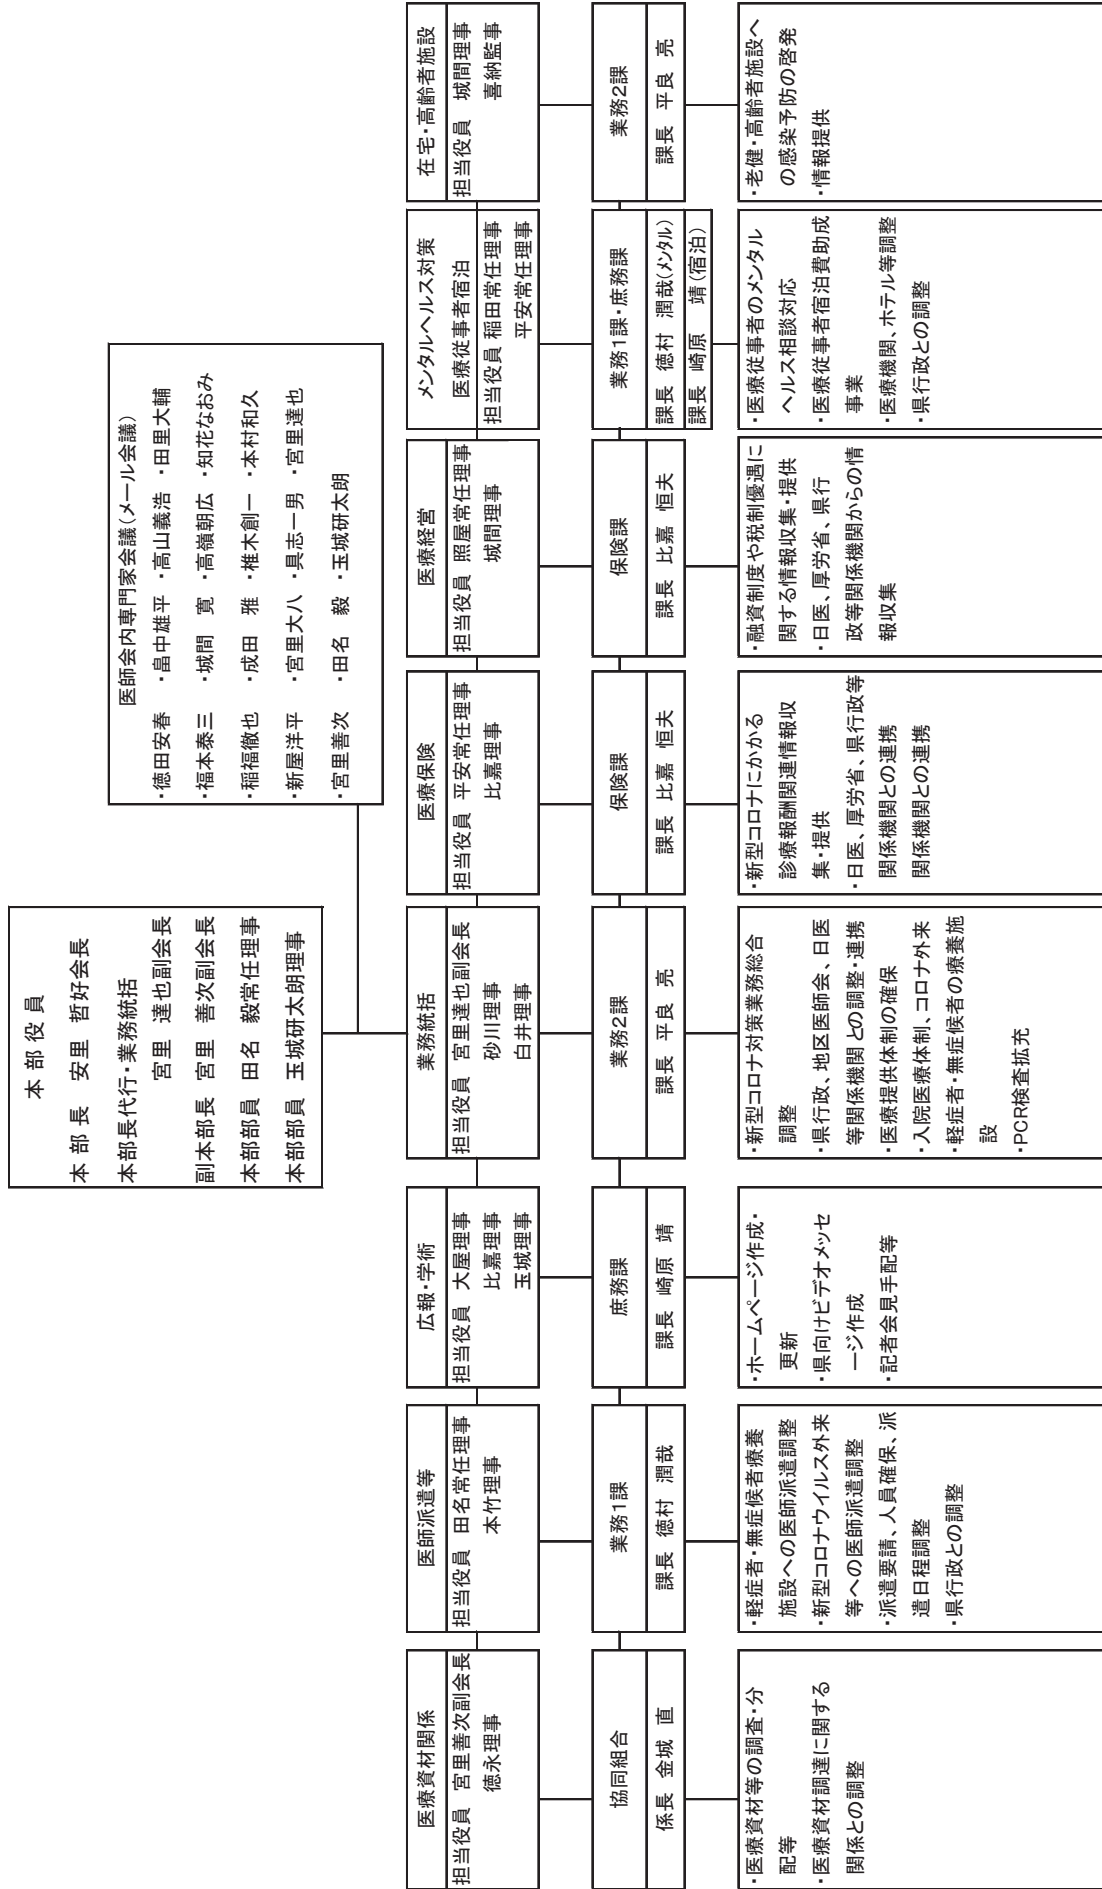 本部役員
本部長 安里 哲好会長
本部長代行・業務統括
宮里 達也副会長
副本部長 宮里 善次副会長
本部部員 田名 毅常任理事
本部部員 玉城研太朗理事
医師会内専門家会議(メール会議)
・徳田安春 ・畠中雄平 ・高山義浩 ・田里大輔
・福本泰三 ・城間 寛 ・高嶺朝広 ・知花なおみ
・稲福徹也 ・成田 雅 ・椎木創一 ・本村和久
・新屋洋平 ・宮里大八 ・具志一男 ・宮里達也
・宮里善次 ・田名 毅 ・玉城研太朗
医療資材関係
担当役員 宮里善次副会長
徳永理事
協同組合
係長 金城 直
・医療資材等の調査・分
配等
・医療資材調達に関する
関係との調整
医師派遣等
担当役員 田名常任理事
本竹理事
業務1課
課長 徳村 潤哉
・軽症者・無症候者療養
施設への医師派遣調整
・新型コロナウイルス外来
等への医師派遣調整
・派遣要請、人員確保、派
遣日程調整
・県行政との調整
広報・学術
担当役員 大屋理事
比嘉理事
玉城理事
庶務課
課長 崎原 靖
・ホームページ作成・
更新
・県向けビデオメッセ
ージ作成
・記者会見手配等
業務統括
担当役員 宮里達也副会長
砂川理事
白井理事
業務2課
課長 平良 亮
・新型コロナ対策業務総合
調整
・県行政、地区医師会、日医
等関係機関との調整・連携
・医療提供体制の確保
・入院医療体制、コロナ外来
・軽症者・無症候者の療養施
設
・PCR検査拡充
医療保険
担当役員 平安常任理事
比嘉理事
保険課
課長 比嘉 恒夫
・新型コロナにかかる
診療報酬関連情報収
集・提供
・日医、厚労省、県行政等
関係機関との連携
関係機関との連携
医療経営
担当役員 照屋常任理事
城間理事
保険課
課長 比嘉 恒夫
・融資制度や税制優遇に
関する情報収集・提供
・日医、厚労省、県行
政等関係機関からの情
報収集
メンタルヘルス対策
医療従事者宿泊
担当役員 稲田常任理事
平安常任理事
業務1課・庶務課
課長 徳村 潤哉(メンタル)
課長 崎原 靖(宿泊)
・医療従事者のメンタル
ヘルス相談対応
・医療従事者宿泊費助成
事業
・医療機関、ホテル等調整
・県行政との調整
在宅・高齢者施設
担当役員 城間理事
喜納監事
業務2課
課長 平良 亮
・老健・高齢者施設へ
の感染予防の啓発
・情報提供